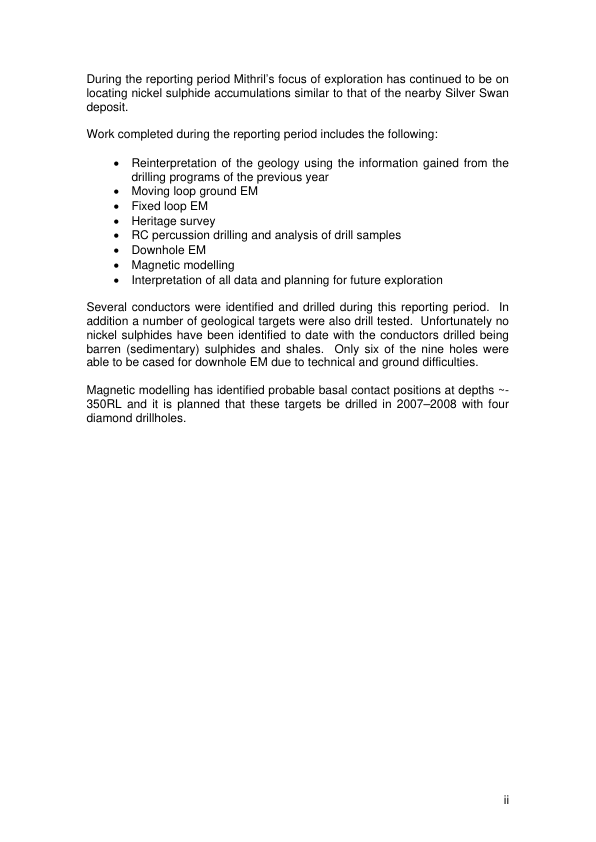 During the reporting period Mithril's focus of exploration has continued to be on
locating nickel sulphide accumulations similar to that of the nearby Silver Swan
deposit.
Work completed during the reporting period includes the following:
• Reinterpretation of the geology using the information gained from the
drilling programs of the previous year
• Moving loop ground EM
• Fixed loop EM
• Heritage survey
• RC percussion drilling and analysis of drill samples
• Downhole EM
• Magnetic modelling
• Interpretation of all data and planning for future exploration
Several conductors were identified and drilled during this reporting period. In
addition a number of geological targets were also drill tested. Unfortunately no
nickel sulphides have been identified to date with the conductors drilled being
barren (sedimentary) sulphides and shales. Only six of the nine holes were
able to be cased for downhole EM due to technical and ground difficulties.
Magnetic modelling has identified probable basal contact positions at depths ~-
350RL and it is planned that these targets be drilled in 2007–2008 with four
diamond drillholes.
ii